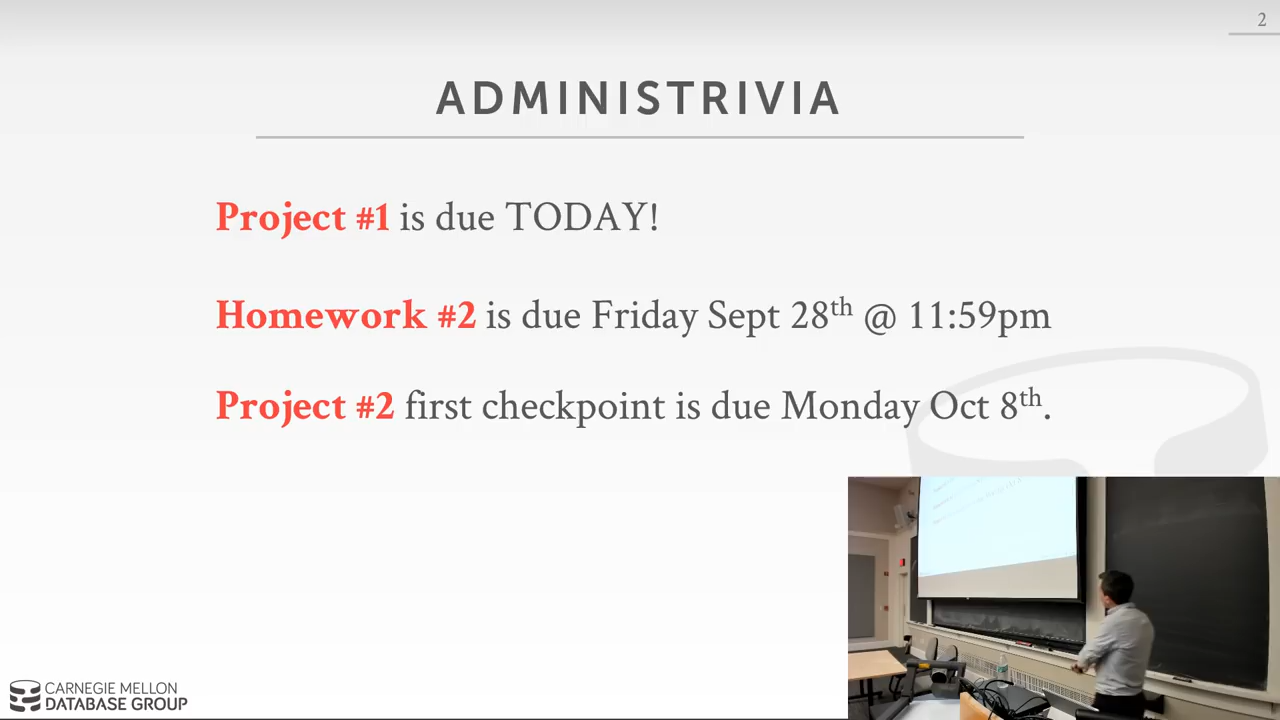 2
ADMINISTRIVIA
Project #1 is due TODAY!
Homework #2 is due Friday Sept 28th @ 11:59pm
Project #2 first checkpoint is due Monday Oct 8th.
CARNEGIE MELLON
DATABASE GROUP